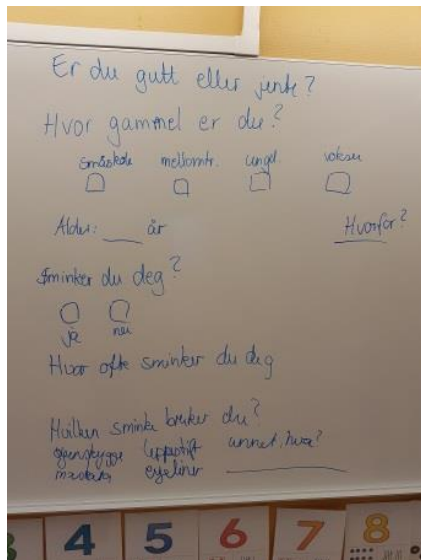 Er du gutt eller jente?
Hvor gammel er du?
småskole mellomtr. ungd. voksen
Alder: ___ år
Hvorfor?
Sminker du deg?
ja nei
Hvor ofte sminker du deg
Hvilken sminke bruker du?
øyenskygge leppestift annet, hva?
mascara eyeliner
4 5 6 7 8